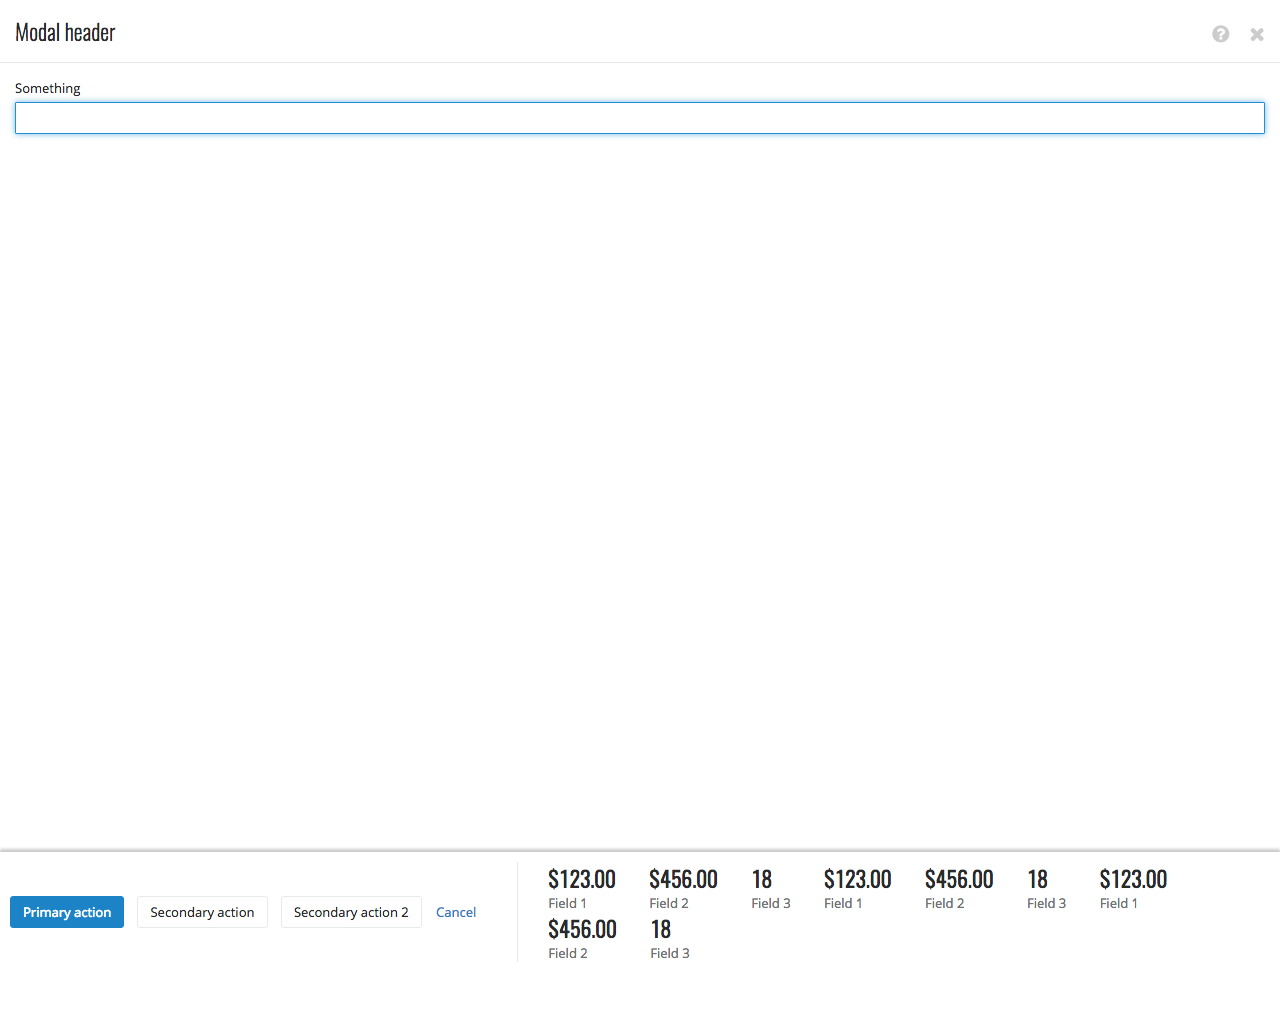 Modal header
Something
$123.00 $456.00 18 $123.00 $456.00 18 $123.00
Field 1 Field 2 Field 3 Field 1 Field 2 Field 3 Field 1
Primary action Secondary action Secondary action 2 Cancel
$456.00 18
Field 2 Field 3